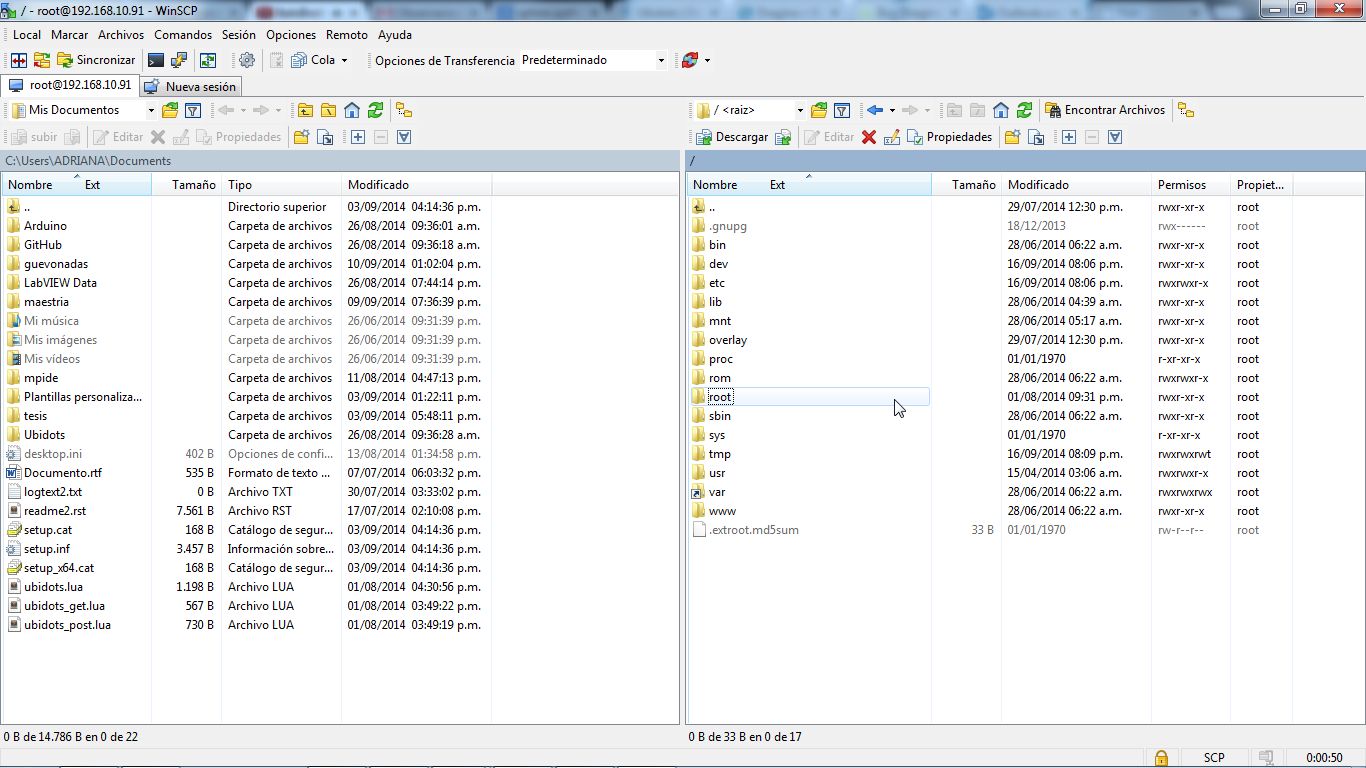 / - root@192.168.10.91 - WinSCP
Local Marcar Archivos Comandos Sesión Opciones Remoto Ayuda
Sincronizar Cola Opciones de Transferencia Predeterminado
root@192.168.10.91 Nueva sesión
Mis Documentos / <raiz> Encontrar Archivos
subir Editar Propiedades Descargar Editar Propiedades
C:\Users\ADRIANA\Documents
Nombre Ext Tamaño Tipo Modificado
.. Directorio superior 03/09/2014 04:14:36 p.m.
Arduino Carpeta de archivos 26/08/2014 09:36:01 a.m.
GitHub Carpeta de archivos 26/08/2014 09:36:18 a.m.
guevonadas Carpeta de archivos 10/09/2014 01:02:04 p.m.
LabVIEW Data Carpeta de archivos 26/08/2014 07:44:14 p.m.
maestria Carpeta de archivos 09/09/2014 07:36:39 p.m.
Mi música Carpeta de archivos 26/06/2014 09:31:39 p.m.
Mis imágenes Carpeta de archivos 26/06/2014 09:31:39 p.m.
Mis vídeos Carpeta de archivos 26/06/2014 09:31:39 p.m.
mpide Carpeta de archivos 11/08/2014 04:47:13 p.m.
Plantillas personaliza... Carpeta de archivos 03/09/2014 01:22:11 p.m.
tesis Carpeta de archivos 03/09/2014 05:48:11 p.m.
Ubidots Carpeta de archivos 26/08/2014 09:36:28 a.m.
desktop.ini 402 B Opciones de confi... 13/08/2014 01:34:58 p.m.
Documento.rtf 535 B Formato de texto ... 07/07/2014 06:03:32 p.m.
logtext2.txt 0 B Archivo TXT 30/07/2014 03:33:02 p.m.
readme2.rst 7.561 B Archivo RST 17/07/2014 02:10:08 p.m.
setup.cat 168 B Catálogo de segur... 03/09/2014 04:14:36 p.m.
setup.inf 3.457 B Información sobre... 03/09/2014 04:14:36 p.m.
setup_x64.cat 168 B Catálogo de segur... 03/09/2014 04:14:36 p.m.
ubidots.lua 1.198 B Archivo LUA 01/08/2014 04:30:56 p.m.
ubidots_get.lua 567 B Archivo LUA 01/08/2014 03:49:22 p.m.
ubidots_post.lua 730 B Archivo LUA 01/08/2014 03:49:19 p.m.
0 B de 14.786 B en 0 de 22
/
Nombre Ext Tamaño Modificado Permisos Propiet...
.. 29/07/2014 12:30 p.m. rwxr-xr-x root
.gnupg 18/12/2013 rwx------ root
bin 28/06/2014 06:22 a.m. rwxr-xr-x root
dev 16/09/2014 08:06 p.m. rwxr-xr-x root
etc 16/09/2014 08:06 p.m. rwxrwxr-x root
lib 28/06/2014 04:39 a.m. rwxr-xr-x root
mnt 28/06/2014 05:17 a.m. rwxr-xr-x root
overlay 29/07/2014 12:30 p.m. rwxr-xr-x root
proc 01/01/1970 r-xr-xr-x root
rom 28/06/2014 06:22 a.m. rwxrwxr-x root
root 01/08/2014 09:31 p.m. rwxr-xr-x root
sbin 28/06/2014 06:22 a.m. rwxr-xr-x root
sys 01/01/1970 r-xr-xr-x root
tmp 16/09/2014 08:09 p.m. rwxrwxrwt root
usr 15/04/2014 03:06 a.m. rwxrwxr-x root
var 28/06/2014 06:22 a.m. rwxrwxrwx root
www 28/06/2014 06:22 a.m. rwxr-xr-x root
.extroot.md5sum 33 B 01/01/1970 rw-r--r-- root
0 B de 33 B en 0 de 17
SCP 0:00:50